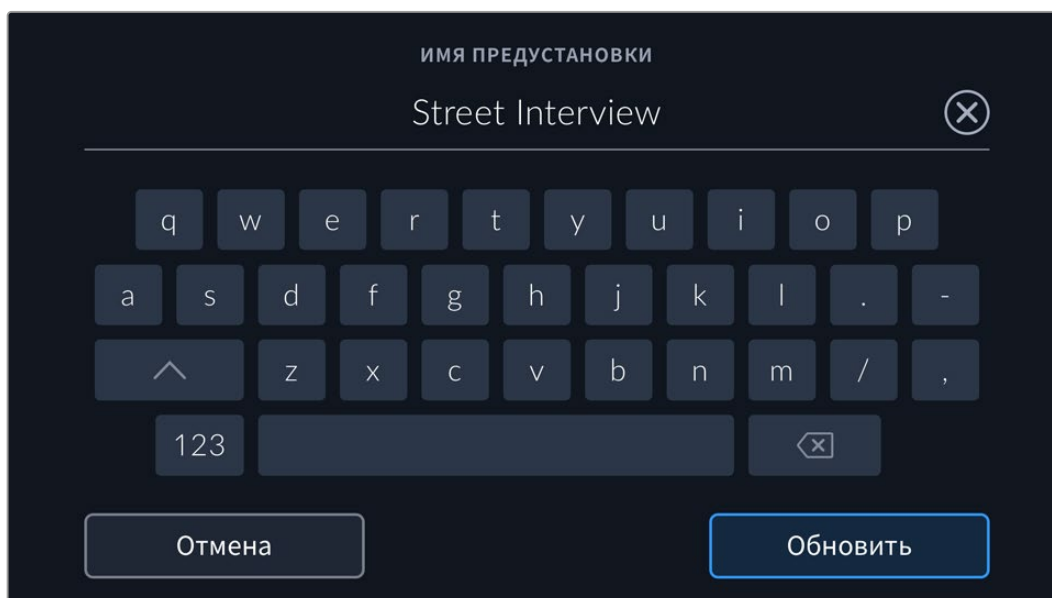 ИМЯ ПРЕДУСТАНОВКИ
Street Interview
q w e r t y u i o p
a s d f g h j k l . -
z x c v b n m / ,
123
Отмена Обновить